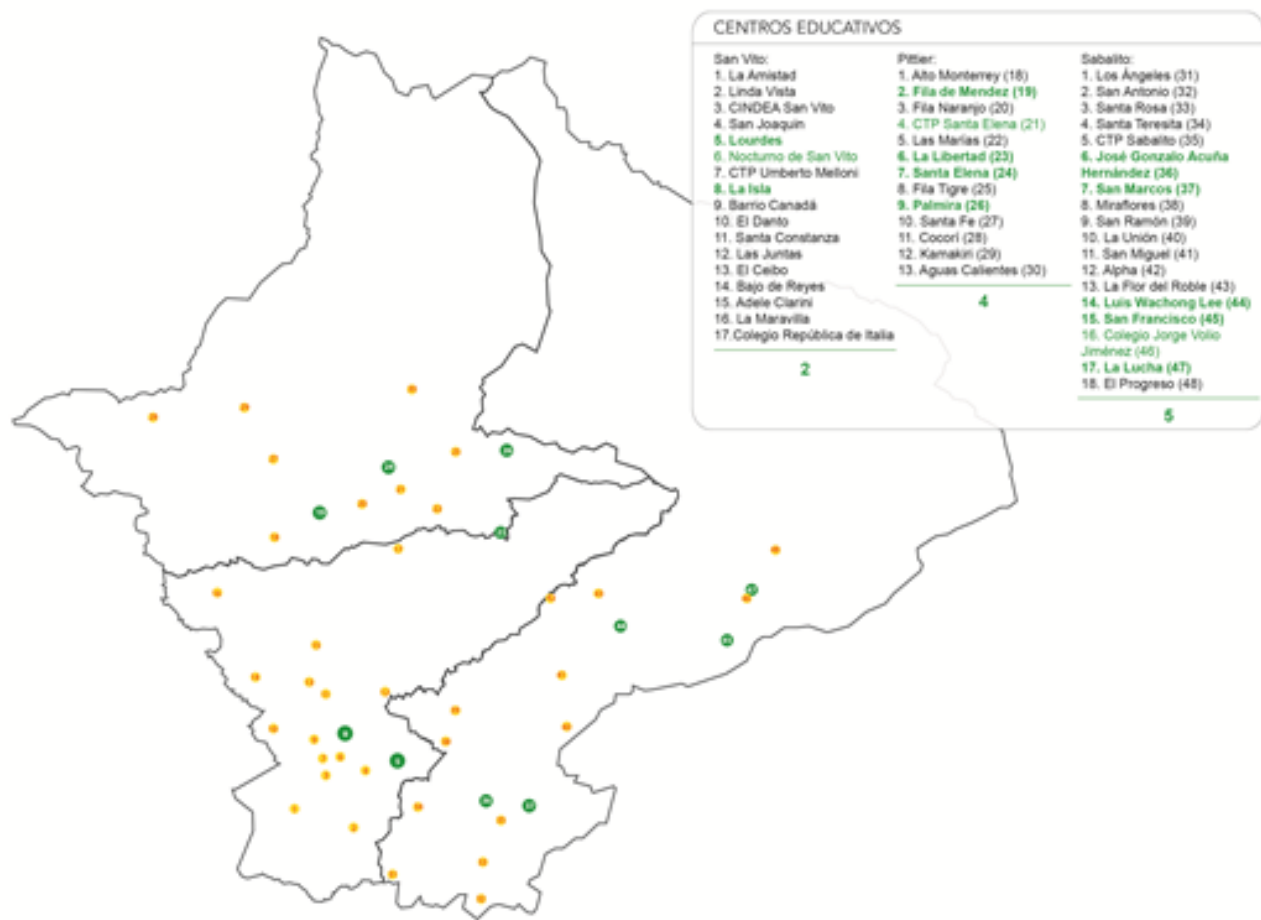 CENTROS EDUCATIVOS
San Vito:
1. La Amistad
2. Linda Vista
3. CINDEA San Vito
4. San Joaquin
5. Lourdes
6. Nocturno de San Vito
7. CTP Umberto Melloni
8. La Isla
9. Barrio Canadá
10. El Danto
11. Santa Constanza
12. Las Juntas
13. El Ceibo
14. Bajo de Reyes
15. Adele Clarini
16. La Maravilla
17.Colegio República de Italia
2
Pittier:
1. Alto Monterrey (18)
2. Fila de Mendez (19)
3. Fila Naranjo (20)
4. CTP Santa Elena (21)
5. Las Marías (22)
6. La Libertad (23)
7. Santa Elena (24)
8. Fila Tigre (25)
9. Palmira (26)
10. Santa Fe (27)
11. Cocorí (28)
12. Kamakiri (29)
13. Aguas Calientes (30)
4
Sabalito:
1. Los Ángeles (31)
2. San Antonio (32)
3. Santa Rosa (33)
4. Santa Teresita (34)
5. CTP Sabalito (35)
6. José Gonzalo Acuña
Hernández (36)
7. San Marcos (37)
8. Miraflores (38)
9. San Ramón (39)
10. La Unión (40)
11. San Miguel (41)
12. Alpha (42)
13. La Flor del Roble (43)
14. Luis Wachong Lee (44)
15. San Francisco (45)
16. Colegio Jorge Volio
Jiménez (46)
17. La Lucha (47)
18. El Progreso (48)
5